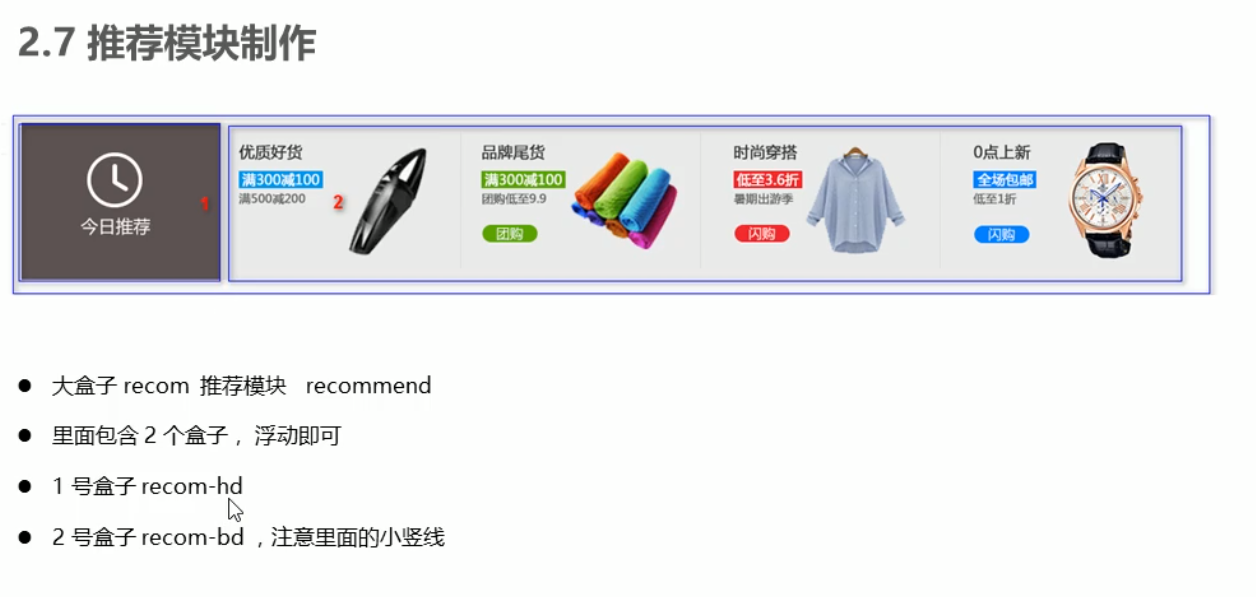 2.7 推荐模块制作
今日推荐
1
优质好货
满300减100
满500减200
2
品牌尾货
满300减100
团购低至9.9
团购
时尚穿搭
低至3.6折
暑期出游季
闪购
0点上新
全场包邮
低至1折
闪购
● 大盒子 recom 推荐模块 recommend
● 里面包含 2 个盒子， 浮动即可
● 1 号盒子 recom-hd
● 2 号盒子 recom-bd ，注意里面的小竖线